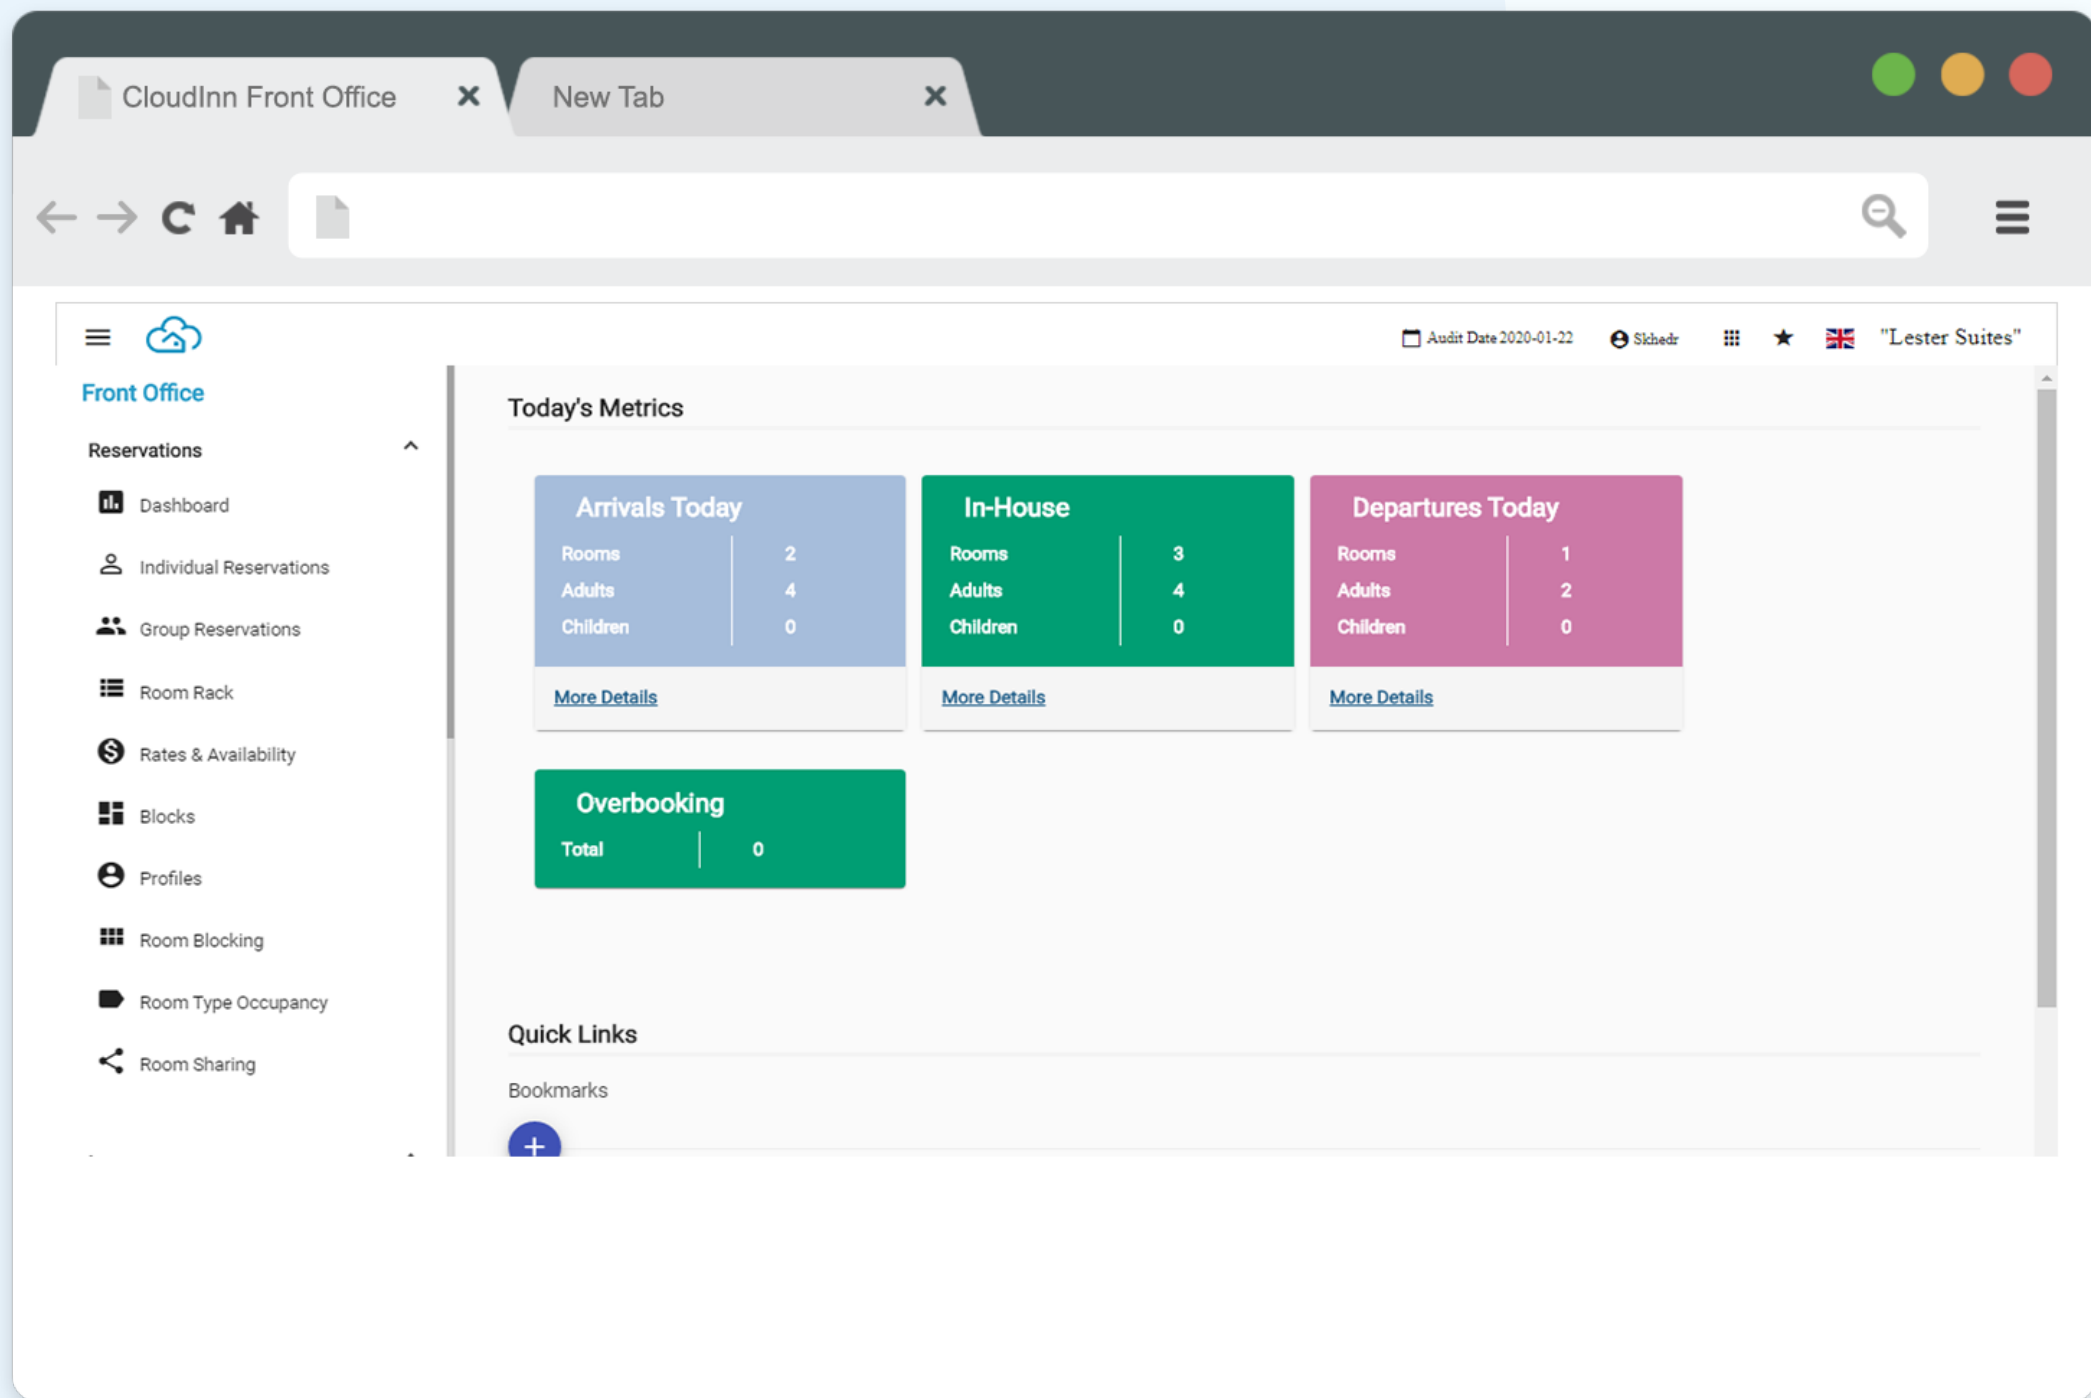 CloudInn Front Office
New Tab
Audit Date 2020-01-22
Skhedr
"Lester Suites"
Front Office
Reservations
Dashboard
Individual Reservations
Group Reservations
Room Rack
Rates & Availability
Blocks
Profiles
Room Blocking
Room Type Occupancy
Room Sharing
Today's Metrics
Arrivals Today
Rooms 2
Adults 4
Children 0
More Details
In-House
Rooms 3
Adults 4
Children 0
More Details
Departures Today
Rooms 1
Adults 2
Children 0
More Details
Overbooking
Total 0
Quick Links
Bookmarks